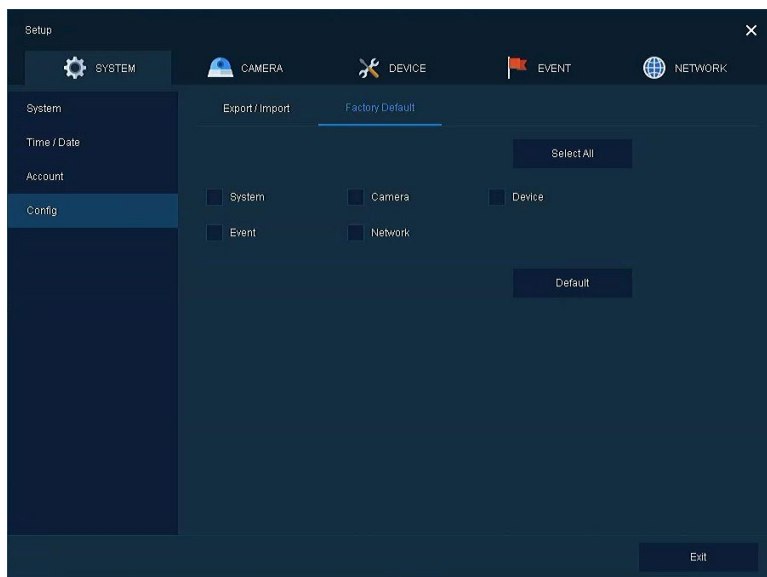 Setup
SYSTEM CAMERA DEVICE EVENT NETWORK
System
Time / Date
Account
Config
Export / Import Factory Default
Select All
System Camera Device
Event Network
Default
Exit